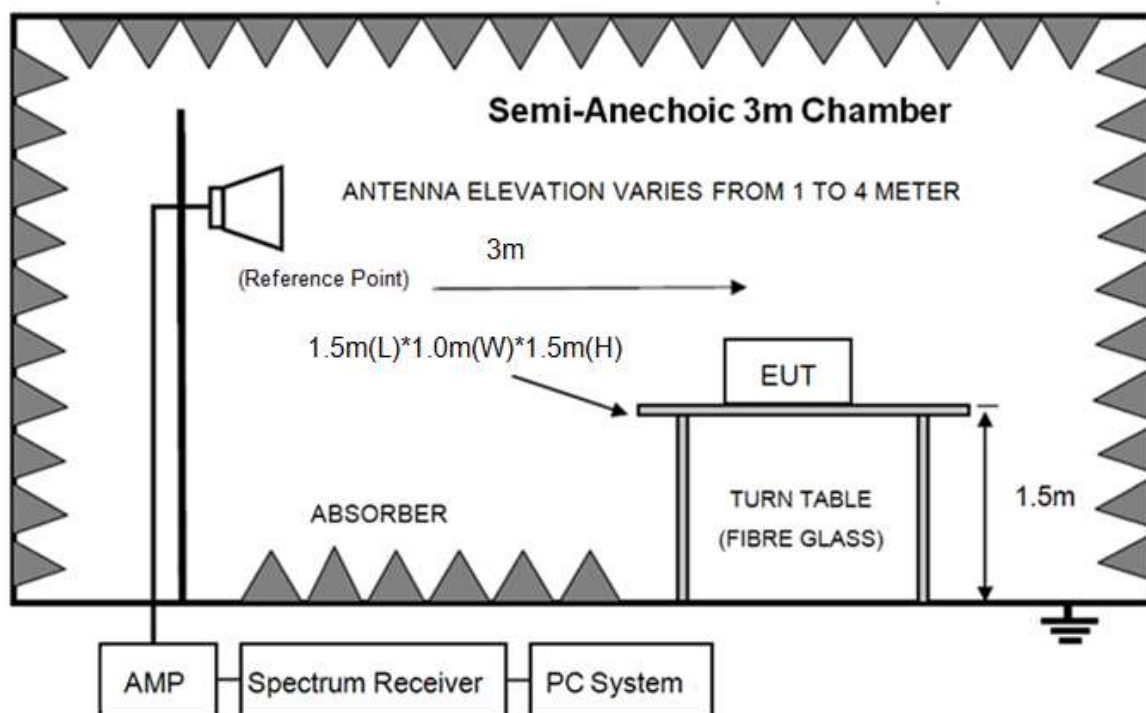 Semi-Anechoic 3m Chamber
ANTENNA ELEVATION VARIES FROM 1 TO 4 METER
3m
(Reference Point)
1.5m(L)*1.0m(W)*1.5m(H)
EUT
ABSORBER
TURN TABLE
(FIBRE GLASS)
1.5m
AMP
Spectrum Receiver
PC System